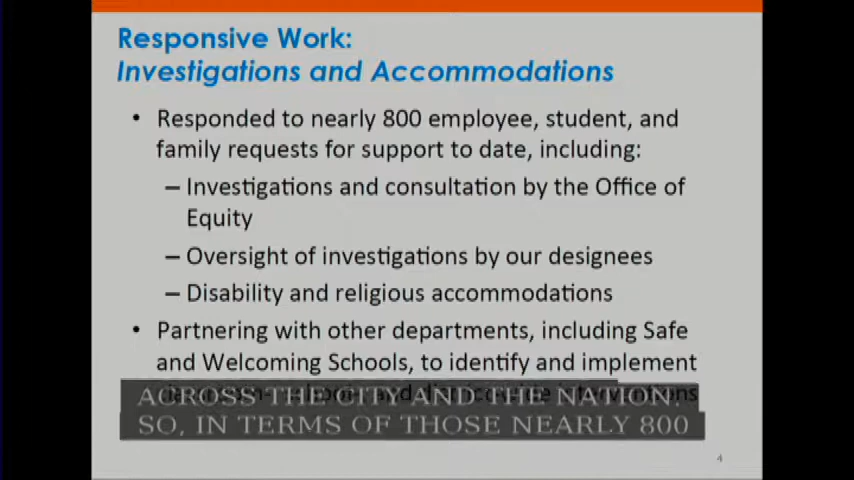 Responsive Work:
Investigations and Accommodations
• Responded to nearly 800 employee, student, and
family requests for support to date, including:
– Investigations and consultation by the Office of
Equity
– Oversight of investigations by our designees
– Disability and religious accommodations
• Partnering with other departments, including Safe
and Welcoming Schools, to identify and implement
ACROSS THE CITY AND THE NATION.
SO, IN TERMS OF THOSE NEARLY 800
4